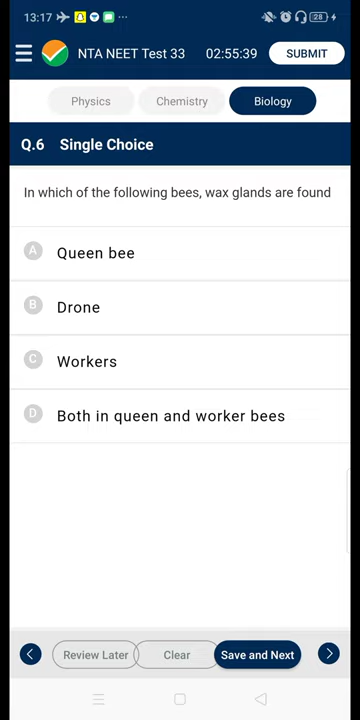 13:17 ... 28
NTA NEET Test 33 02:55:39 SUBMIT
Physics Chemistry Biology
Q.6 Single Choice
In which of the following bees, wax glands are found
A Queen bee
B Drone
C Workers
D Both in queen and worker bees
Review Later Clear Save and Next